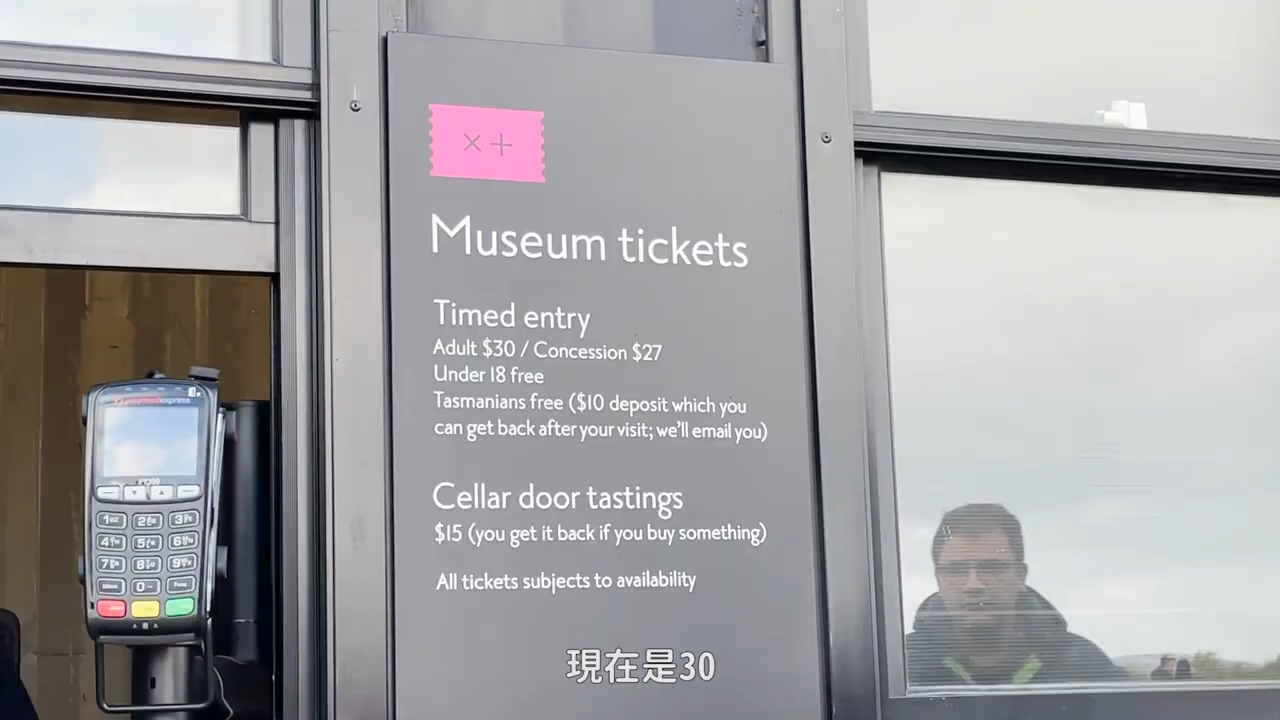 ×+
Museum tickets
Timed entry
Adult $30 / Concession $27
Under 18 free
Tasmanians free ($10 deposit which you
can get back after your visit; we'll email you)
Cellar door tastings
$15 (you get it back if you buy something)
All tickets subjects to availability
現在是30